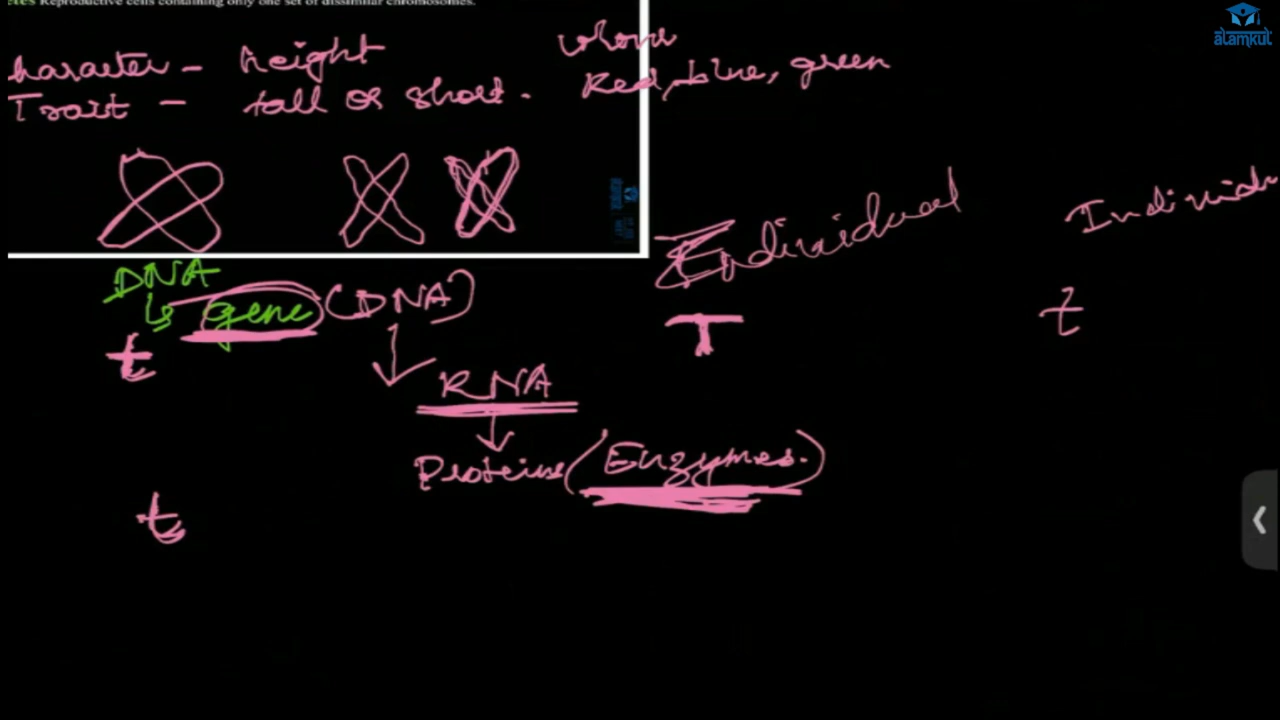 Reproductive cells containing only one set of dissimilar chromosomes.
alamkul
haracter - height
colour
Trait - tall or short. Red, blue, green
Individual
Individ
DNA
gene (DNA)
T
t
t
RNA
Proteins (Enzymes.)
t